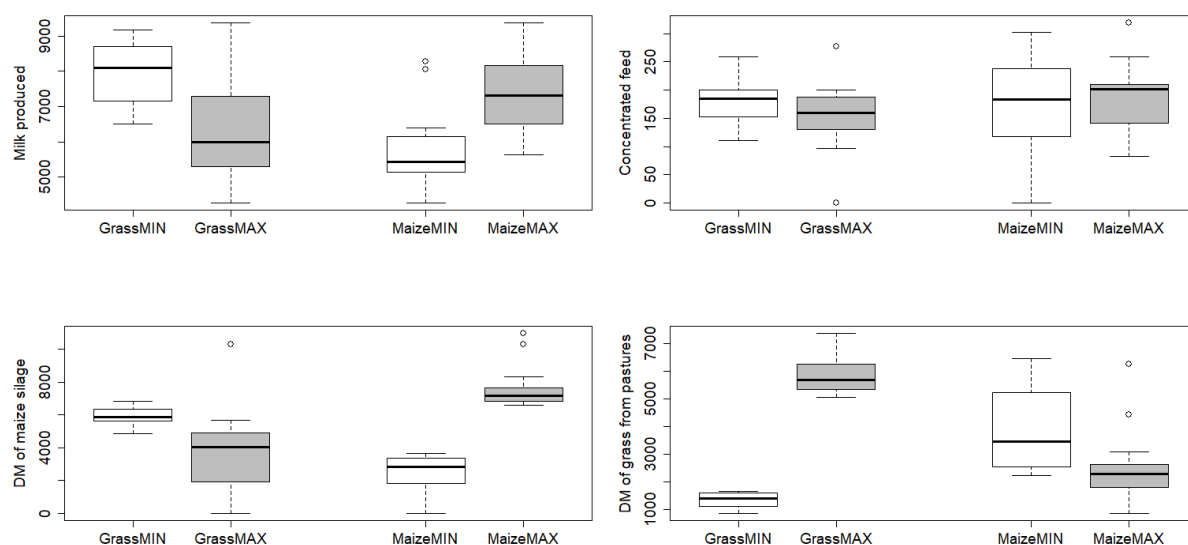 Milk produced
9000
7000
5000
GrassMIN GrassMAX MaizeMIN MaizeMAX
Concentrated feed
250
150
50
0
GrassMIN GrassMAX MaizeMIN MaizeMAX
DM of maize silage
8000
4000
0
GrassMIN GrassMAX MaizeMIN MaizeMAX
DM of grass from pastures
7000
5000
3000
1000
GrassMIN GrassMAX MaizeMIN MaizeMAX